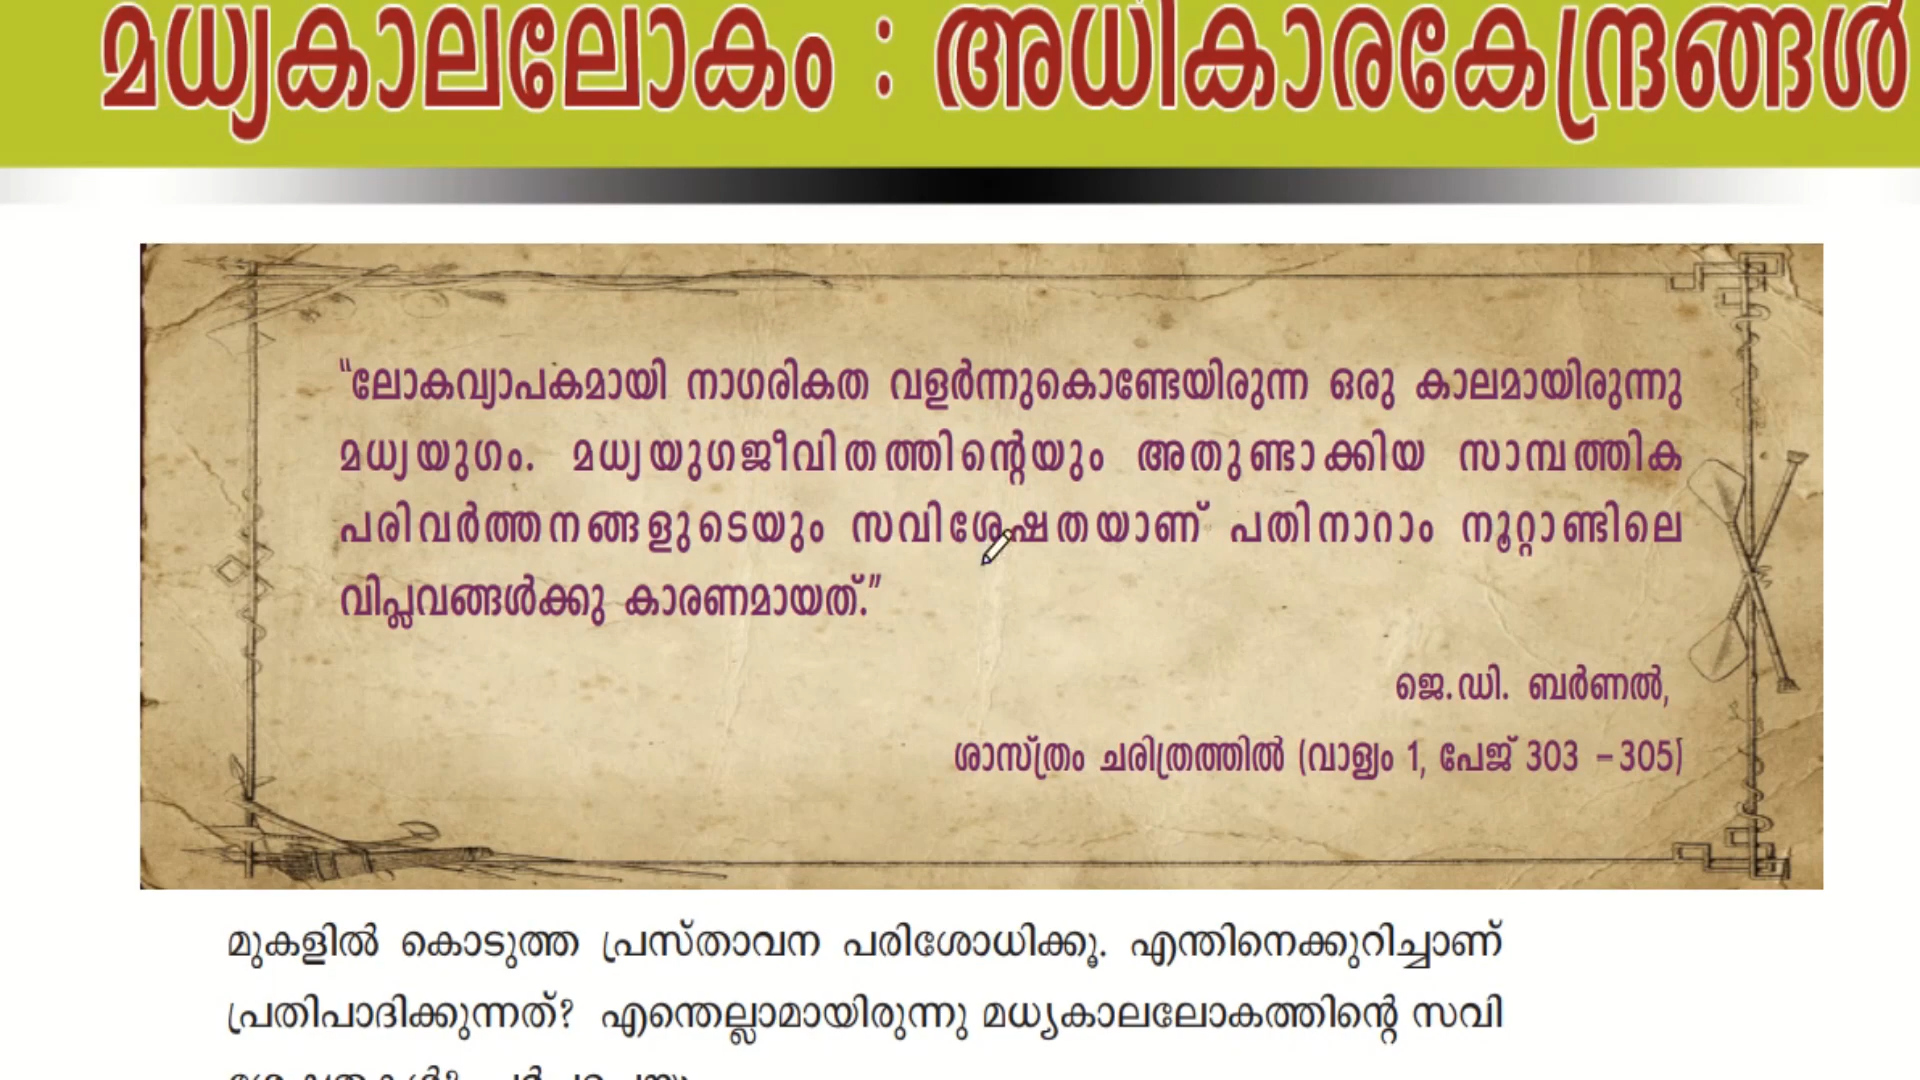 മധ്യകാലലോകം : അധികാരകേന്ദ്രങ്ങൾ
“ലോകവ്യാപകമായി നാഗരികത വളർന്നുകൊണ്ടേയിരുന്ന ഒരു കാലമായിരുന്നു
മധ്യയുഗം. മധ്യയുഗജീവിതത്തിന്റെയും അതുണ്ടാക്കിയ സാമ്പത്തിക
പരിവർത്തനങ്ങളുടെയും സവിശേഷതയാണ് പതിനാറാം നൂറ്റാണ്ടിലെ
വിപ്ലവങ്ങൾക്കു കാരണമായത്.”
ജെ.ഡി. ബർണൽ,
ശാസ്ത്രം ചരിത്രത്തിൽ (വാള്യം 1, പേജ് 303 – 305)
മുകളിൽ കൊടുത്ത പ്രസ്താവന പരിശോധിക്കൂ. എന്തിനെക്കുറിച്ചാണ്
പ്രതിപാദിക്കുന്നത്? എന്തെല്ലാമായിരുന്നു മധ്യകാലലോകത്തിന്റെ സവി